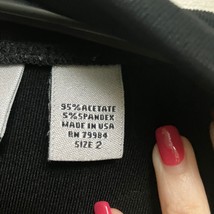 95% ACETATE
5% SPANDEX
MADE IN USA
RN 79984
SIZE 2